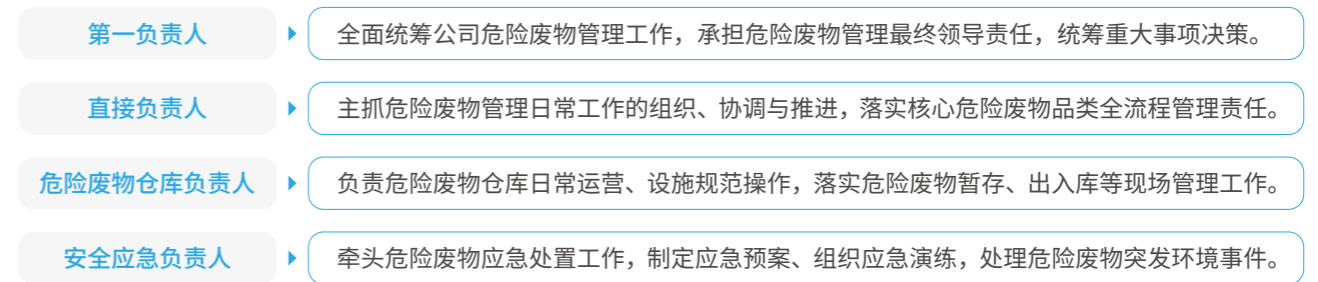 第一负责人
全面统筹公司危险废物管理工作，承担危险废物管理最终领导责任，统筹重大事项决策。
直接负责人
主抓危险废物管理日常工作的组织、协调与推进，落实核心危险废物品类全流程管理责任。
危险废物仓库负责人
负责危险废物仓库日常运营、设施规范操作，落实危险废物暂存、出入库等现场管理工作。
安全应急负责人
牵头危险废物应急处置工作，制定应急预案、组织应急演练，处理危险废物突发环境事件。